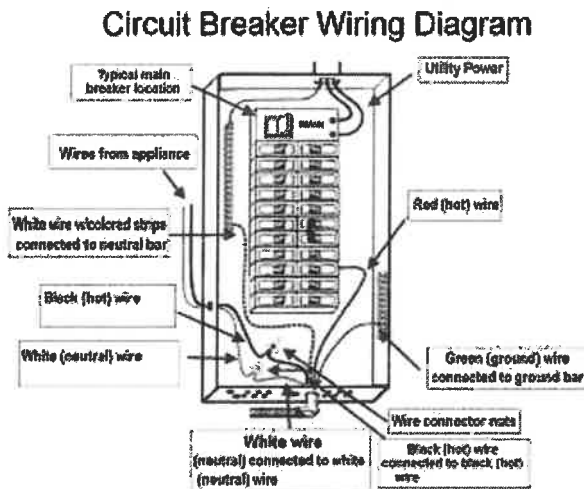 Circuit Breaker Wiring Diagram
Typical main
breaker location
Utility Power
MAIN
Wires from appliance
White wire w/colored strips
connected to neutral bar
Red (hot) wire
Black (hot) wire
White (neutral) wire
Green (ground) wire
connected to ground bar
Wire connector nuts
White wire
(neutral) connected to white
(neutral) wire
Black (hot) wire
connected to black (hot)
wire